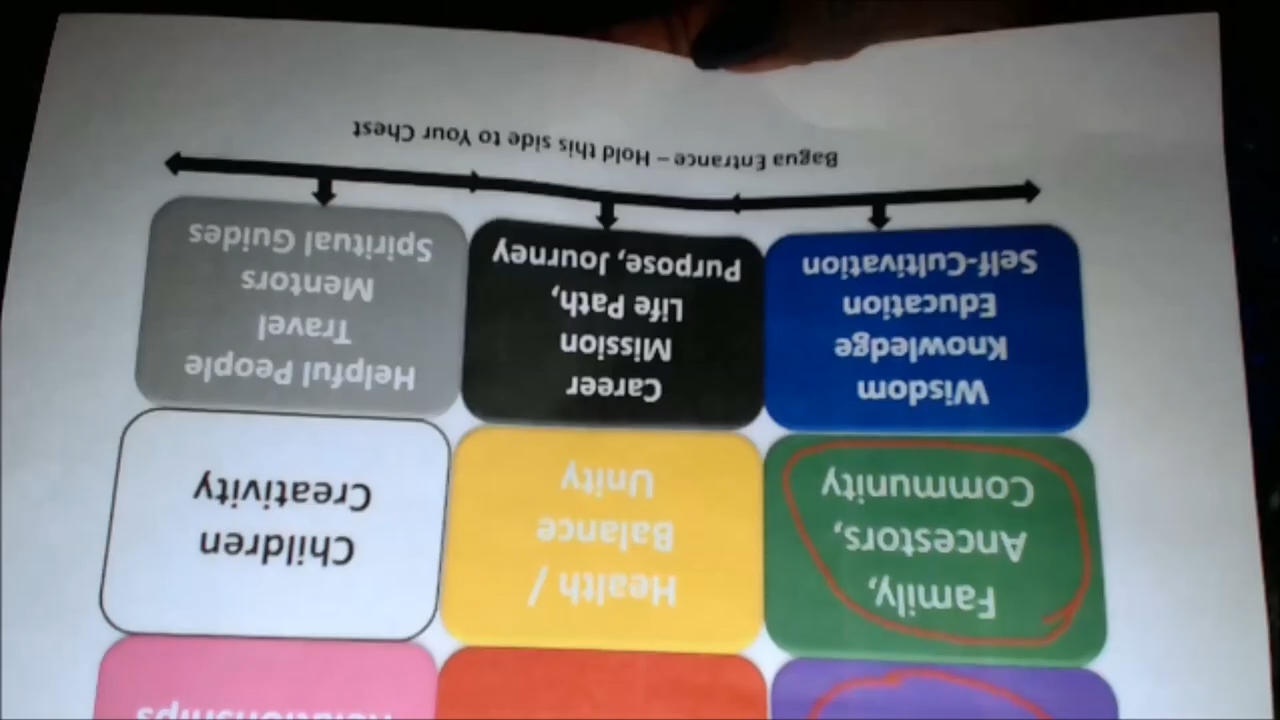 Relationships
Family,
Ancestors,
Community
Health /
Balance
Unity
Children
Creativity
Wisdom
Knowledge
Education
Self-Cultivation
Career
Mission
Life Path,
Purpose, Journey
Helpful People
Travel
Mentors
Spiritual Guides
Bagua Entrance – Hold this side to Your Chest